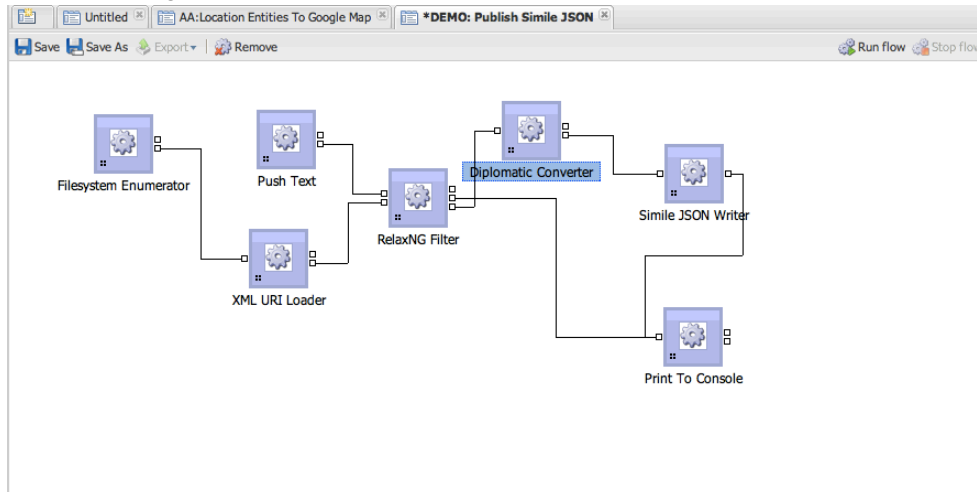 Untitled AA:Location Entities To Google Map *DEMO: Publish Simile JSON
Save Save As Export Remove Run flow Stop flow
Filesystem Enumerator
Push Text
Diplomatic Converter
Simile JSON Writer
RelaxNG Filter
XML URI Loader
Print To Console